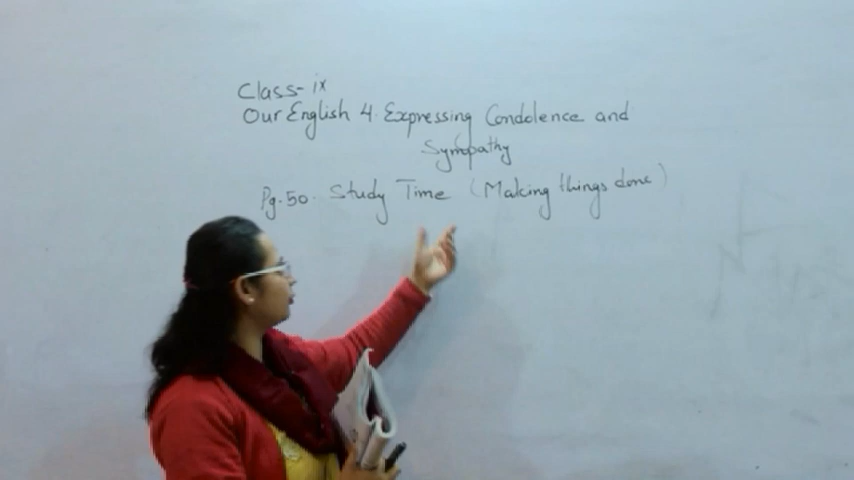 Class- ix
Our English 4. Expressing Condolence and
Sympathy
Pg. 50. Study Time (Making things done)